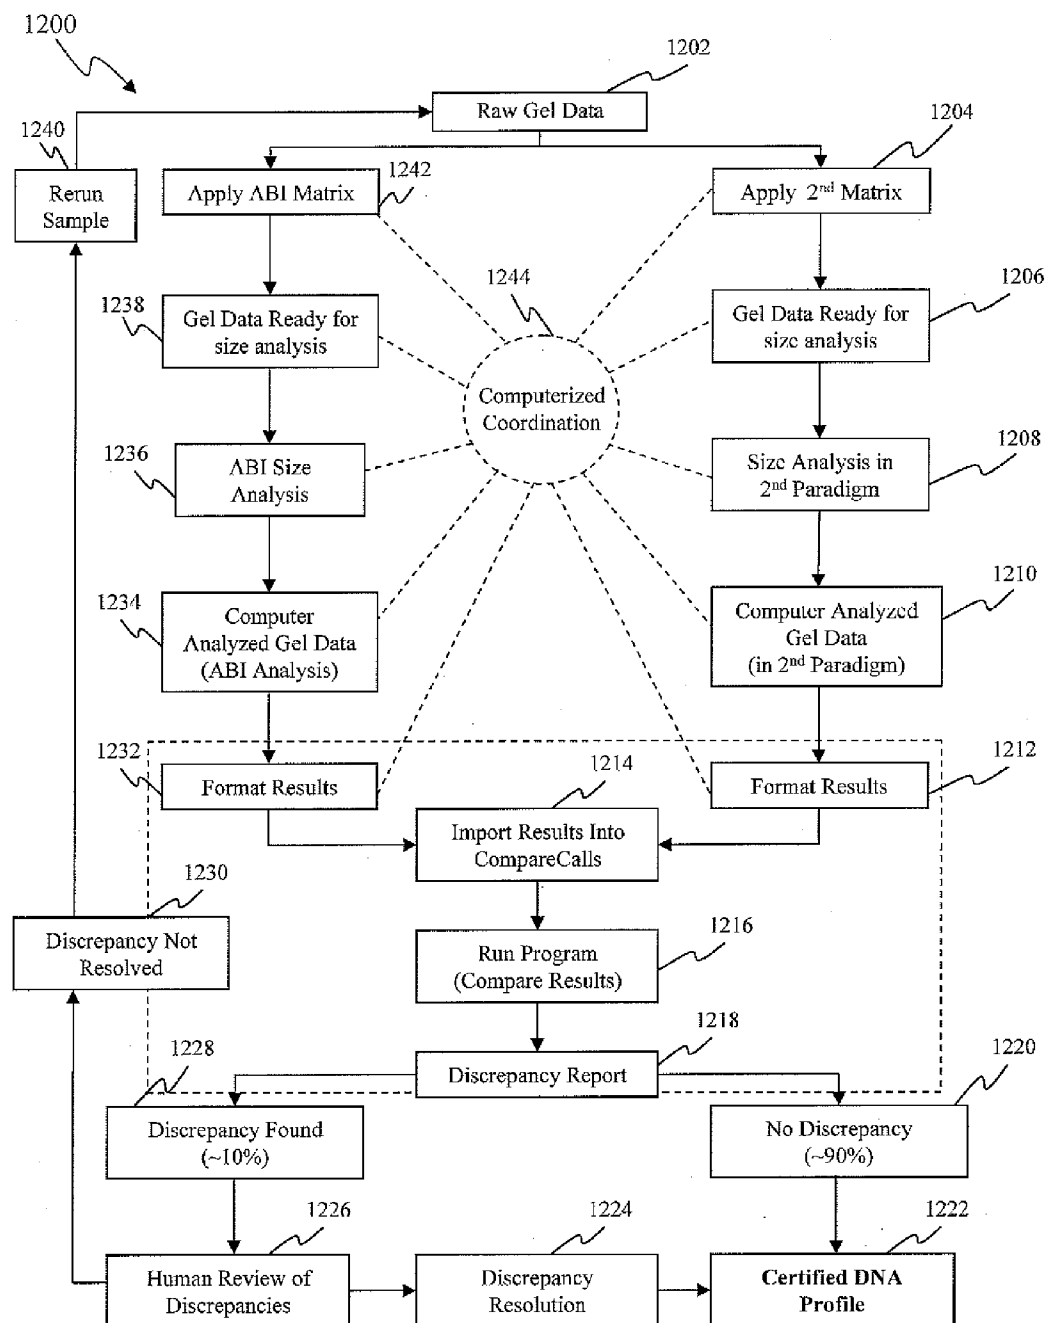 1200
1202
Raw Gel Data
1204
1240
Rerun
Sample
Apply ABI Matrix
1242
Apply 2nd Matrix
1244
1206
1238
Gel Data Ready for
size analysis
Gel Data Ready for
size analysis
Computerized
Coordination
1236
ABI Size
Analysis
1208
Size Analysis in
2nd Paradigm
1234
Computer
Analyzed Gel Data
(ABI Analysis)
1210
Computer Analyzed
Gel Data
(in 2nd Paradigm)
1232
Format Results
1214
1212
Format Results
Import Results Into
CompareCalls
1230
Discrepancy Not
Resolved
1216
Run Program
(Compare Results)
1218
Discrepancy Report
1228
Discrepancy Found
(~10%)
1220
No Discrepancy
(~90%)
1226
Human Review of
Discrepancies
1224
Discrepancy
Resolution
1222
Certified DNA
Profile